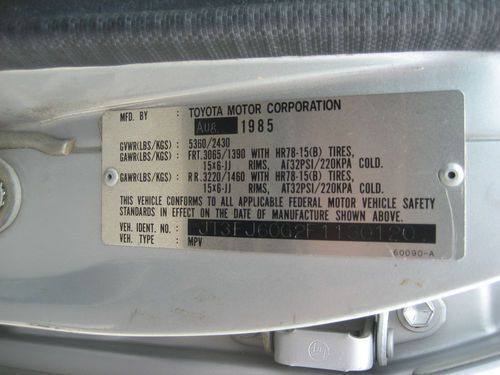 MFD. BY : TOYOTA MOTOR CORPORATION
Aug 1985
GVWR(LBS/KGS) : 5360/2430
GAWR(LBS/KGS) : FRT.3065/1390 WITH HR78-15(B) TIRES,
15x6-JJ RIMS, AT32PSI/220KPA COLD.
GAWR(LBS/KGS) : RR.3220/1460 WITH HR78-15(B) TIRES,
15x6-JJ RIMS, AT32PSI/220KPA COLD.
THIS VEHICLE CONFORMS TO ALL APPLICABLE FEDERAL MOTOR VEHICLE SAFETY
STANDARDS IN EFFECT ON THE DATE OF MANUFACTURE SHOWN ABOVE.
VEH. IDENT. NO. :
VEH. TYPE : MPV
60090-A